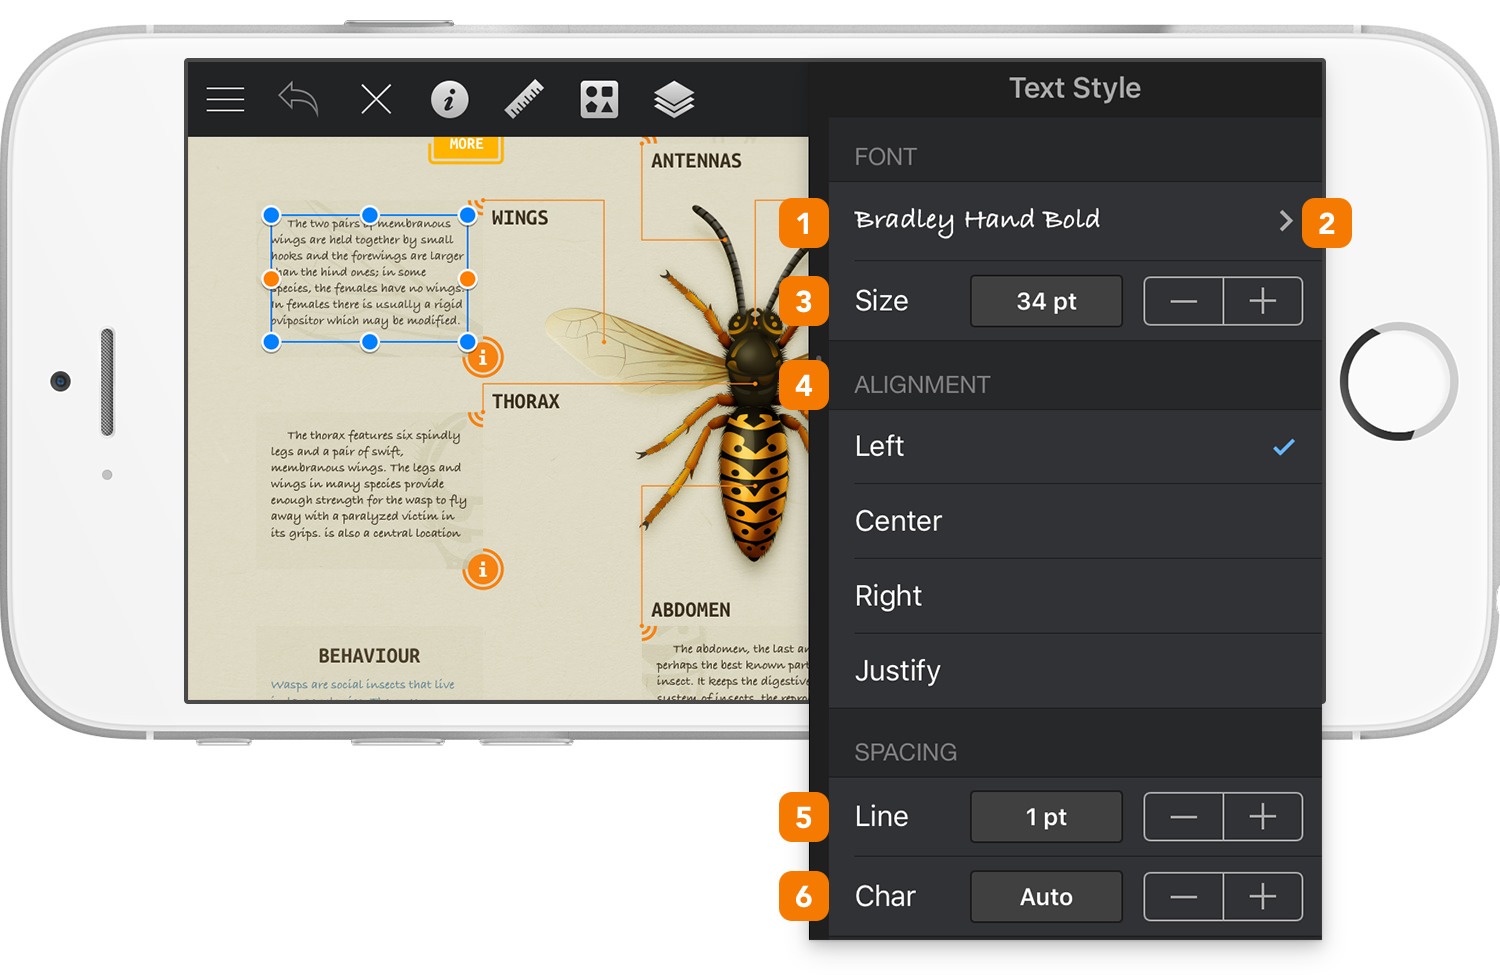 Text Style
MORE
ANTENNAS
FONT
1
Bradley Hand Bold
2
WINGS
The two pairs of membranous
wings are held together by small
hooks and the forewings are larger
than the hind ones; in some
species, the females have no wings.
In females there is usually a rigid
ovipositor which may be modified.
i
3
Size
34 pt
4
ALIGNMENT
THORAX
The thorax features six spindly
legs and a pair of swift,
membranous wings. The legs and
wings in many species provide
enough strength for the wasp to fly
away with a paralyzed victim in
its grips. is also a central location
i
Left
Center
Right
Justify
ABDOMEN
The abdomen, the last an
perhaps the best known part
insect. It keeps the digestive
system of insects, the repro
BEHAVIOUR
Wasps are social insects that live
SPACING
5
Line
1 pt
6
Char
Auto